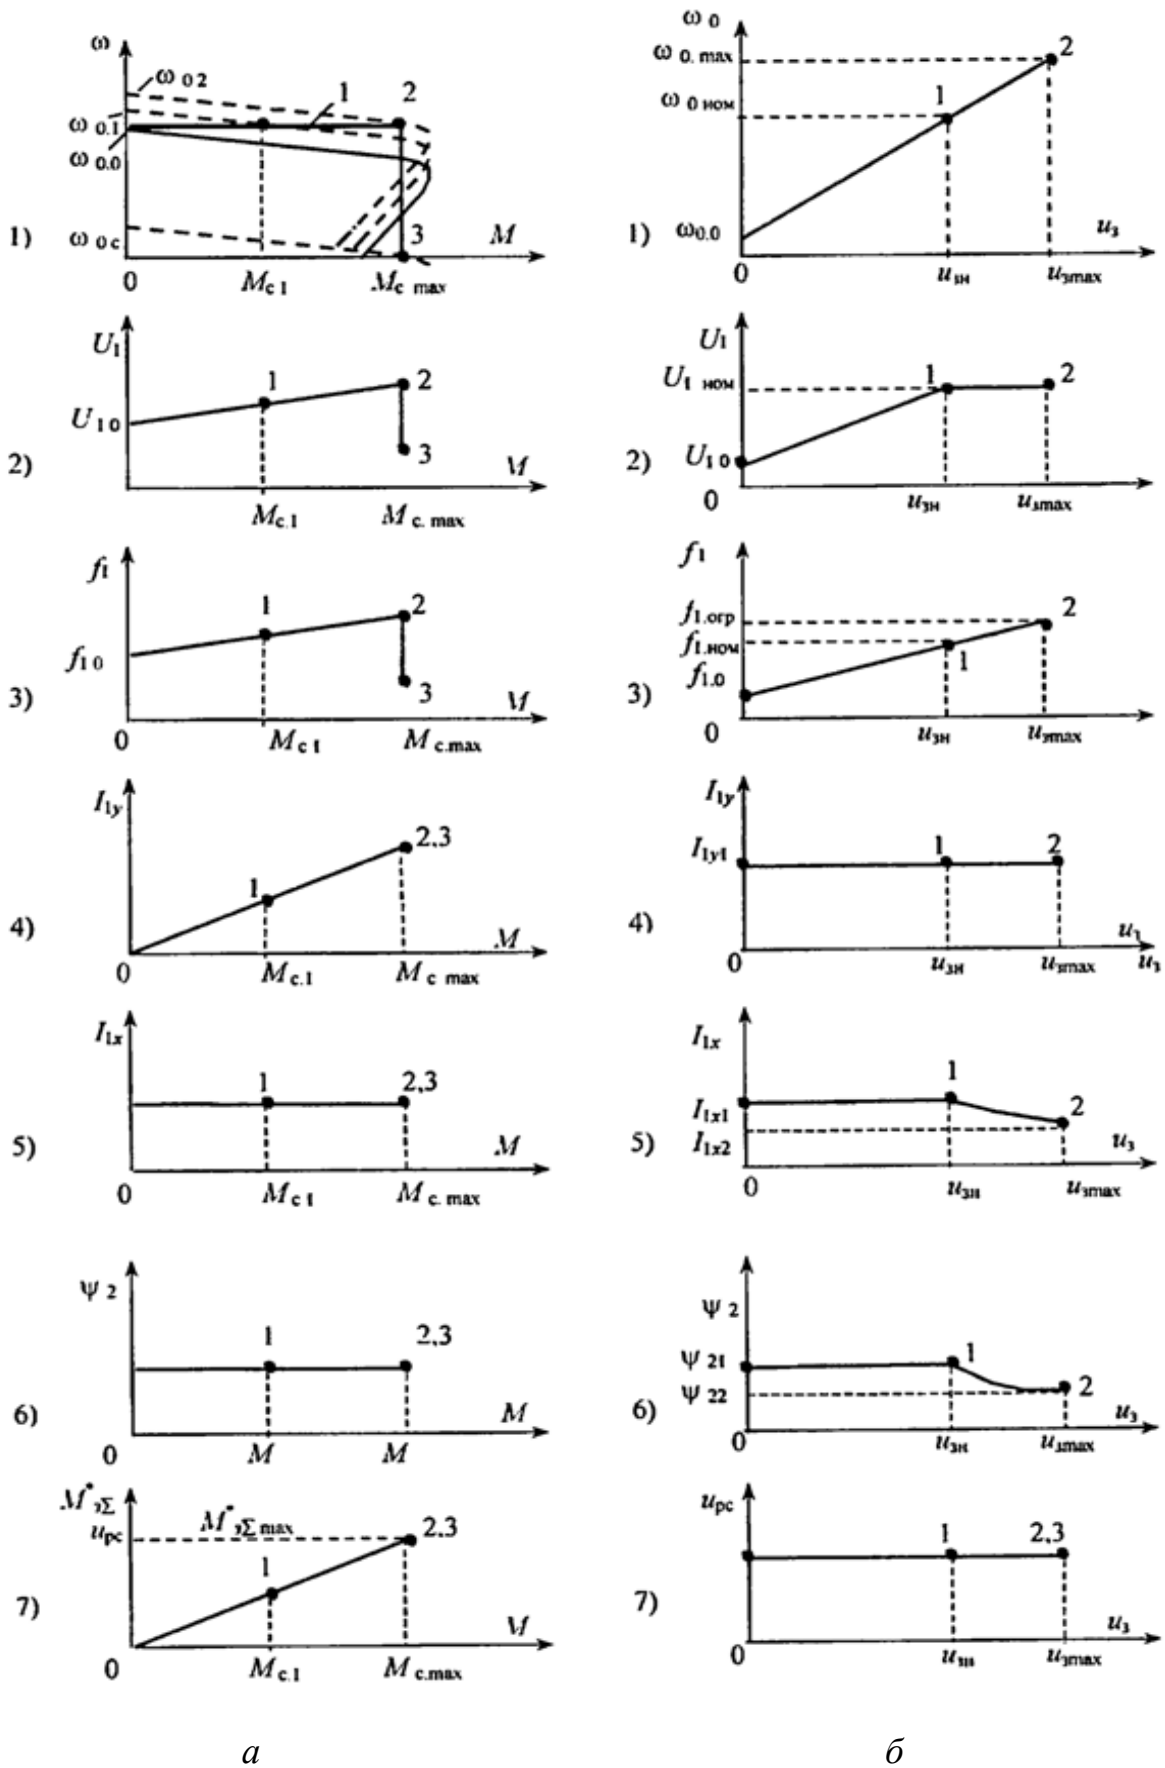 ω
ω 0 2
1
2
ω 0.1
ω 0.0
ω 0 c
3
M
1)
0
M с 1
M с max
ω 0
ω 0. max
2
ω 0 ном
1
ω0.0
u з
1)
0
u зн
u зmax
U1
1
2
U1 0
3
2)
M
M с.1
M с. max
U1
U1 ном
1
2
2)
U1 0
0
u зн
u зmax
f1
1
2
f1 0
3
3)
M
0
M с 1
M с.max
f1
f1.огр
2
f1.ном
1
f1.0
3)
0
u зн
u зmax
I1y
2,3
1
4)
M
0
M с.1
M с max
I1y
I1y1
1
2
4)
u з
0
u зн
u зmax
u з
I1x
1
2,3
5)
M
0
M с 1
M с. max
I1x
1
I1x1
2
I1x2
5)
u з
0
u зн
u зmax
ψ 2
1
2,3
6)
M
0
M
M
ψ 2
ψ 21
1
ψ 22
2
6)
u з
0
u зн
u зmax
M*эΣ
uрс
M*эΣ max
2,3
1
7)
M
0
M с.1
M с.max
uрс
1
2,3
7)
u з
0
u зн
u зmax
а
б